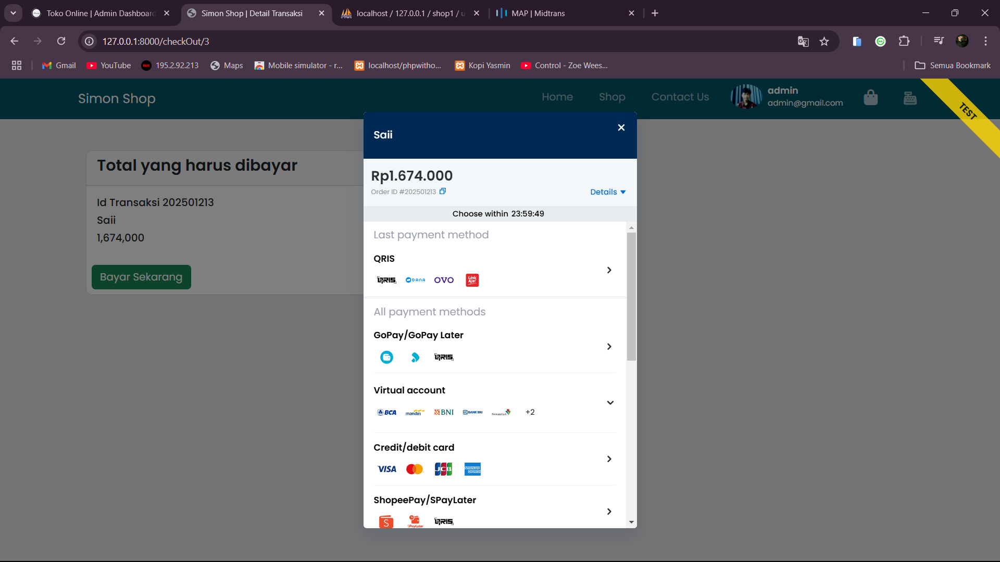 Toko Online | Admin Dashboard
Simon Shop | Detail Transaksi
localhost / 127.0.0.1 / shop1 / u
MAP | Midtrans
127.0.0.1:8000/checkOut/3
Gmail
YouTube
195.2.92.213
Maps
Mobile simulator - r...
localhost/phpwitho...
Kopi Yasmin
Control - Zoe Wees...
Semua Bookmark
Simon Shop
Home
Shop
Contact Us
admin
admin@gmail.com
TEST
Total yang harus dibayar
Id Transaksi 202501213
Saii
1,674,000
Bayar Sekarang
Saii
Rp1.674.000
Order ID #202501213
Details
Choose within 23:59:49
Last payment method
QRIS
QRIS DANA OVO Link Aja!
All payment methods
GoPay/GoPay Later
QRIS
Virtual account
BCA mandiri BNI BANK BRI PermataBank +2
Credit/debit card
VISA JCB AMERICAN EXPRESS
ShopeePay/SPayLater
S SPayLater QRIS